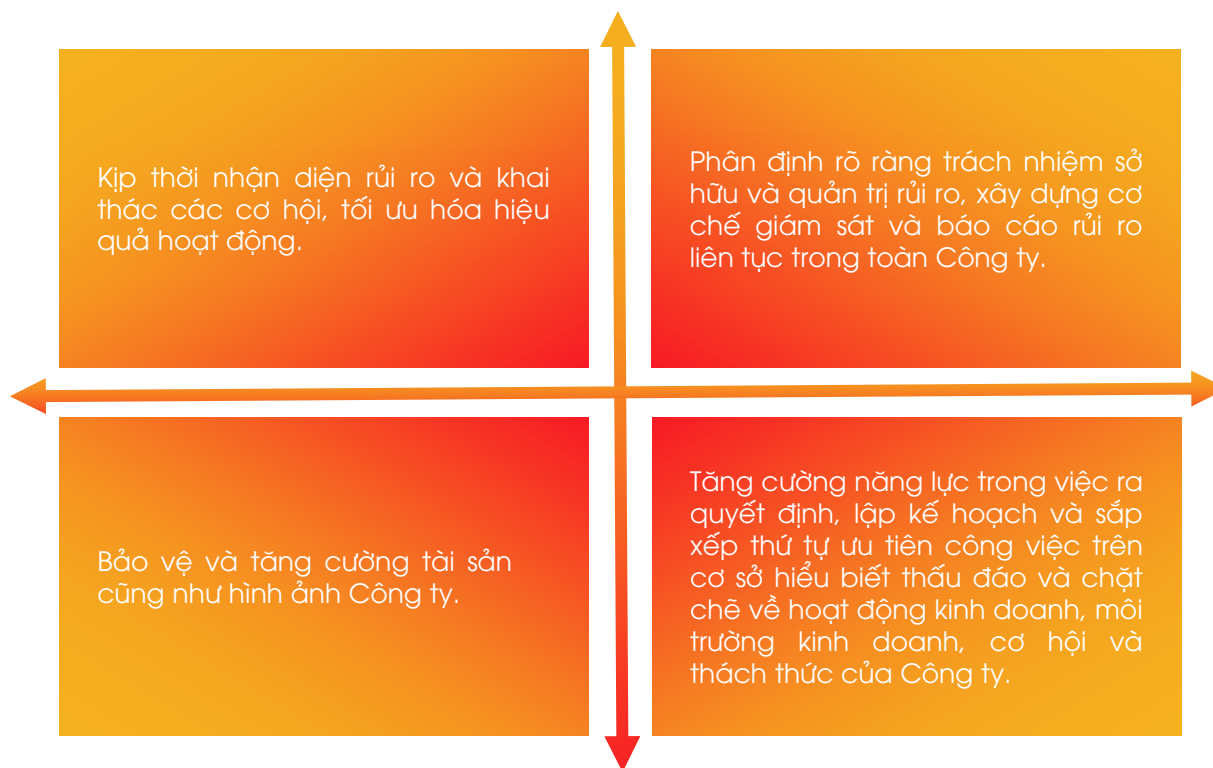 Kịp thời nhận diện rủi ro và khai
thác các cơ hội, tối ưu hóa hiệu
quả hoạt động.
Phân định rõ ràng trách nhiệm sở
hữu và quản trị rủi ro, xây dựng cơ
chế giám sát và báo cáo rủi ro
liên tục trong toàn Công ty.
Bảo vệ và tăng cường tài sản
cũng như hình ảnh Công ty.
Tăng cường năng lực trong việc ra
quyết định, lập kế hoạch và sắp
xếp thứ tự ưu tiên công việc trên
cơ sở hiểu biết thấu đáo và chặt
chẽ về hoạt động kinh doanh, môi
trường kinh doanh, cơ hội và
thách thức của Công ty.